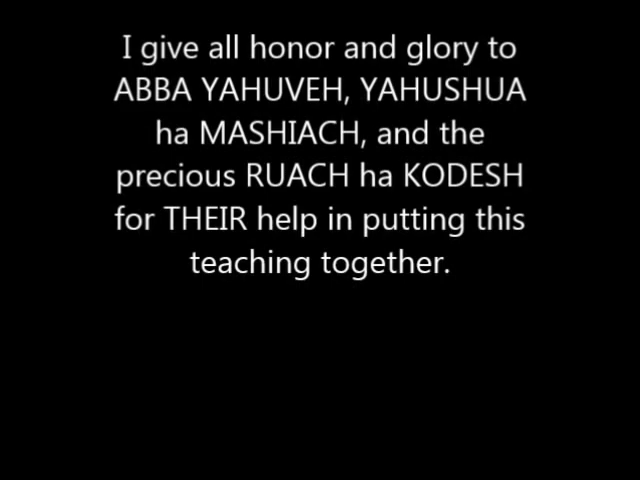 I give all honor and glory to
ABBA YAHUVEH, YAHUSHUA
ha MASHIACH, and the
precious RUACH ha KODESH
for THEIR help in putting this
teaching together.